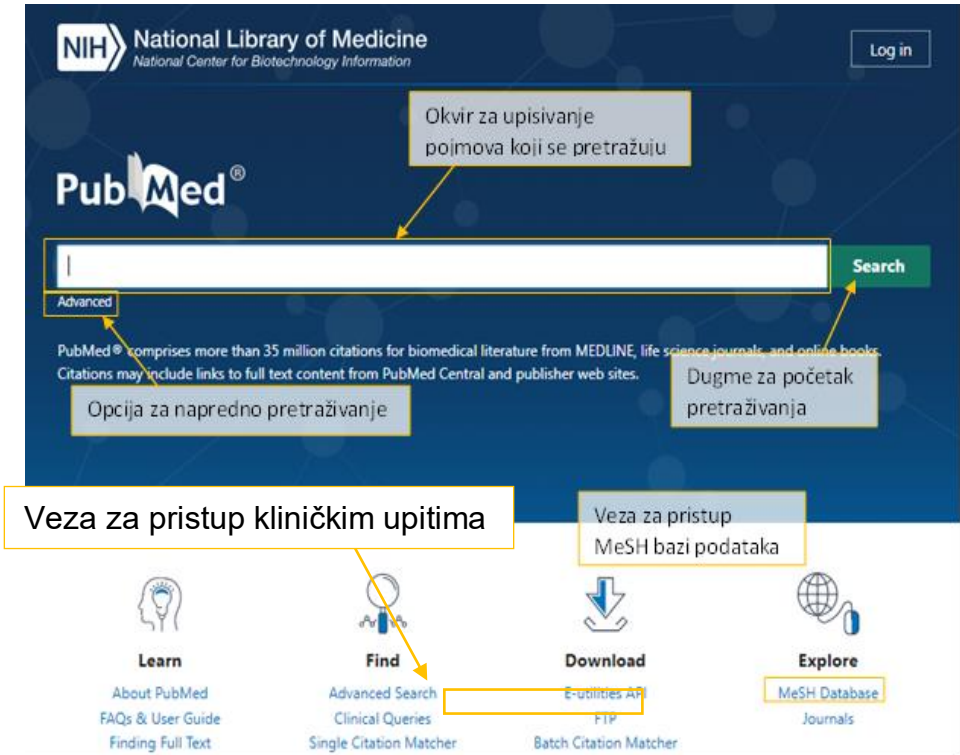 NIH National Library of Medicine
National Center for Biotechnology Information
Log in
Okvir za upisivanje
pojmova koji se pretražuju
PubMed®
Search
Advanced
PubMed® comprises more than 35 million citations for biomedical literature from MEDLINE, life science journals, and online books.
Citations may include links to full text content from PubMed Central and publisher web sites.
Opcija za napredno pretraživanje
Dugme za početak
pretraživanja
Veza za pristup kliničkim upitima
Veza za pristup
MeSH bazi podataka
Learn
About PubMed
FAQs & User Guide
Finding Full Text
Find
Advanced Search
Clinical Queries
Single Citation Matcher
Download
E-utilities API
FTP
Batch Citation Matcher
Explore
MeSH Database
Journals